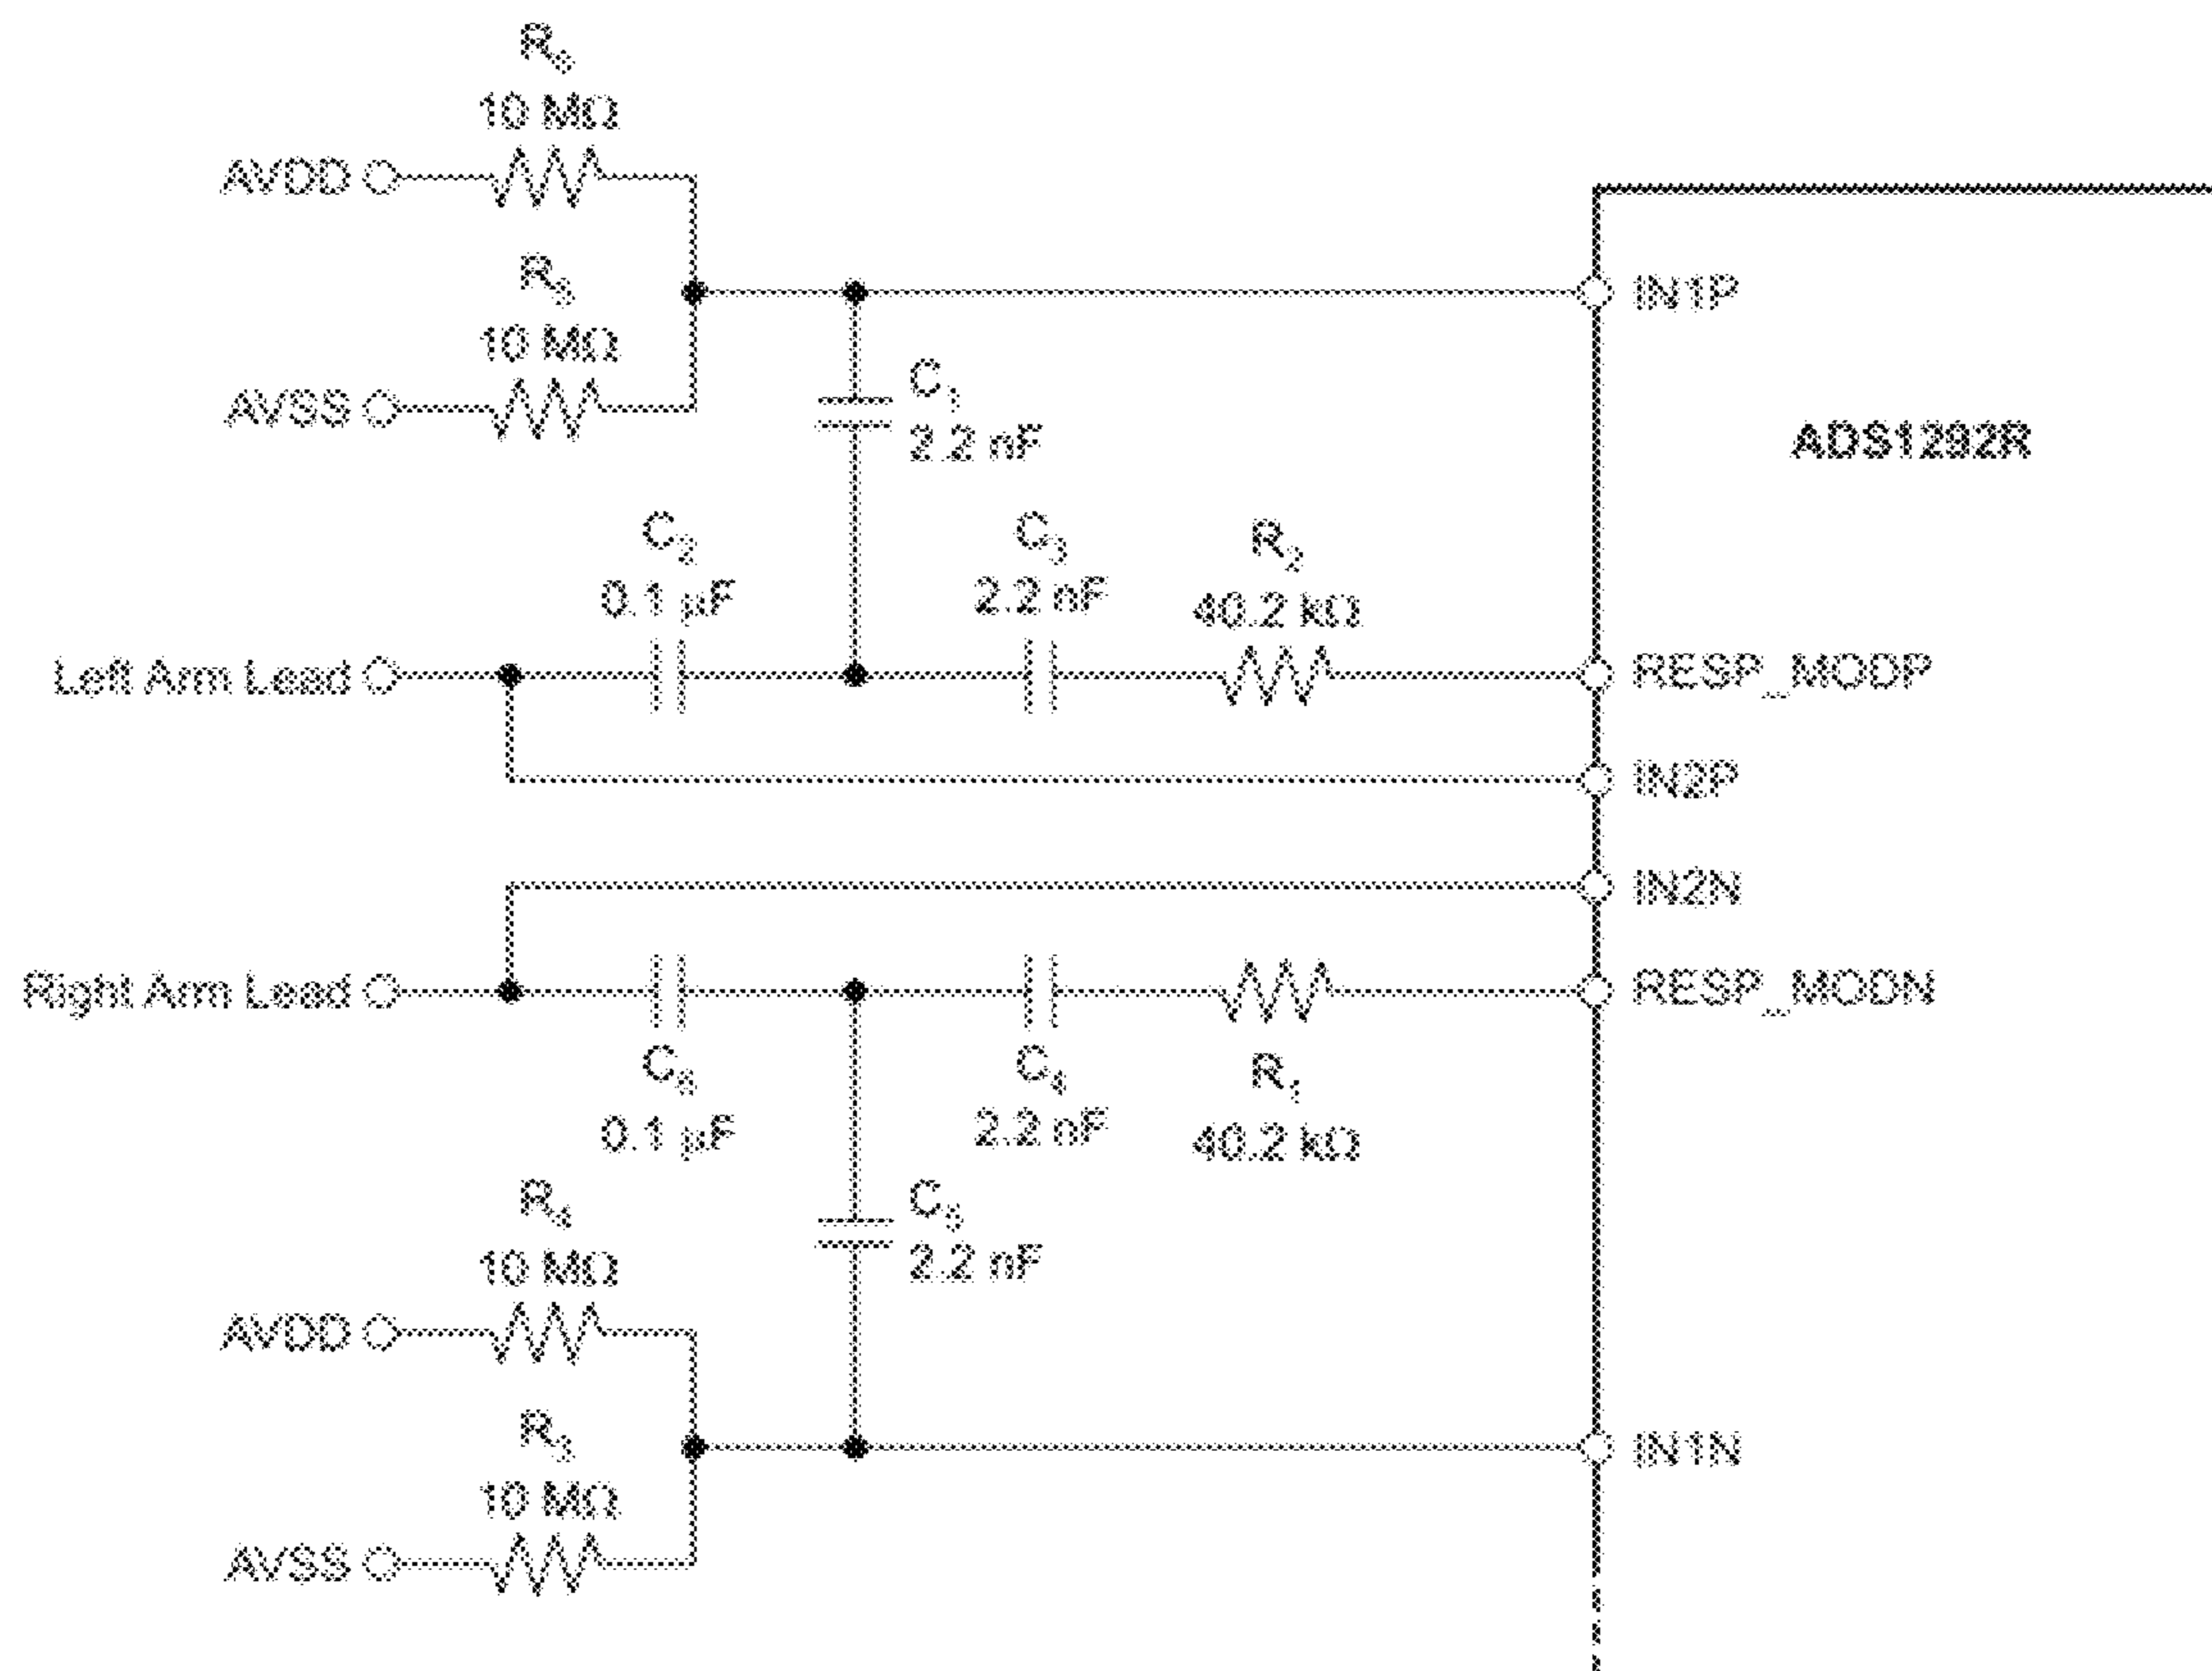 R6
10 MΩ
AVDD
R5
10 MΩ
AVSS
IN1P
C1
2.2 nF
ADS1292R
C2
0.1 µF
C3
2.2 nF
R2
40.2 kΩ
Left Arm Lead
RESP_MODP
IN2P
IN2N
Right Arm Lead
RESP_MODN
C6
0.1 µF
C4
2.2 nF
R1
40.2 kΩ
R4
10 MΩ
C5
2.2 nF
AVDD
R3
10 MΩ
IN1N
AVSS